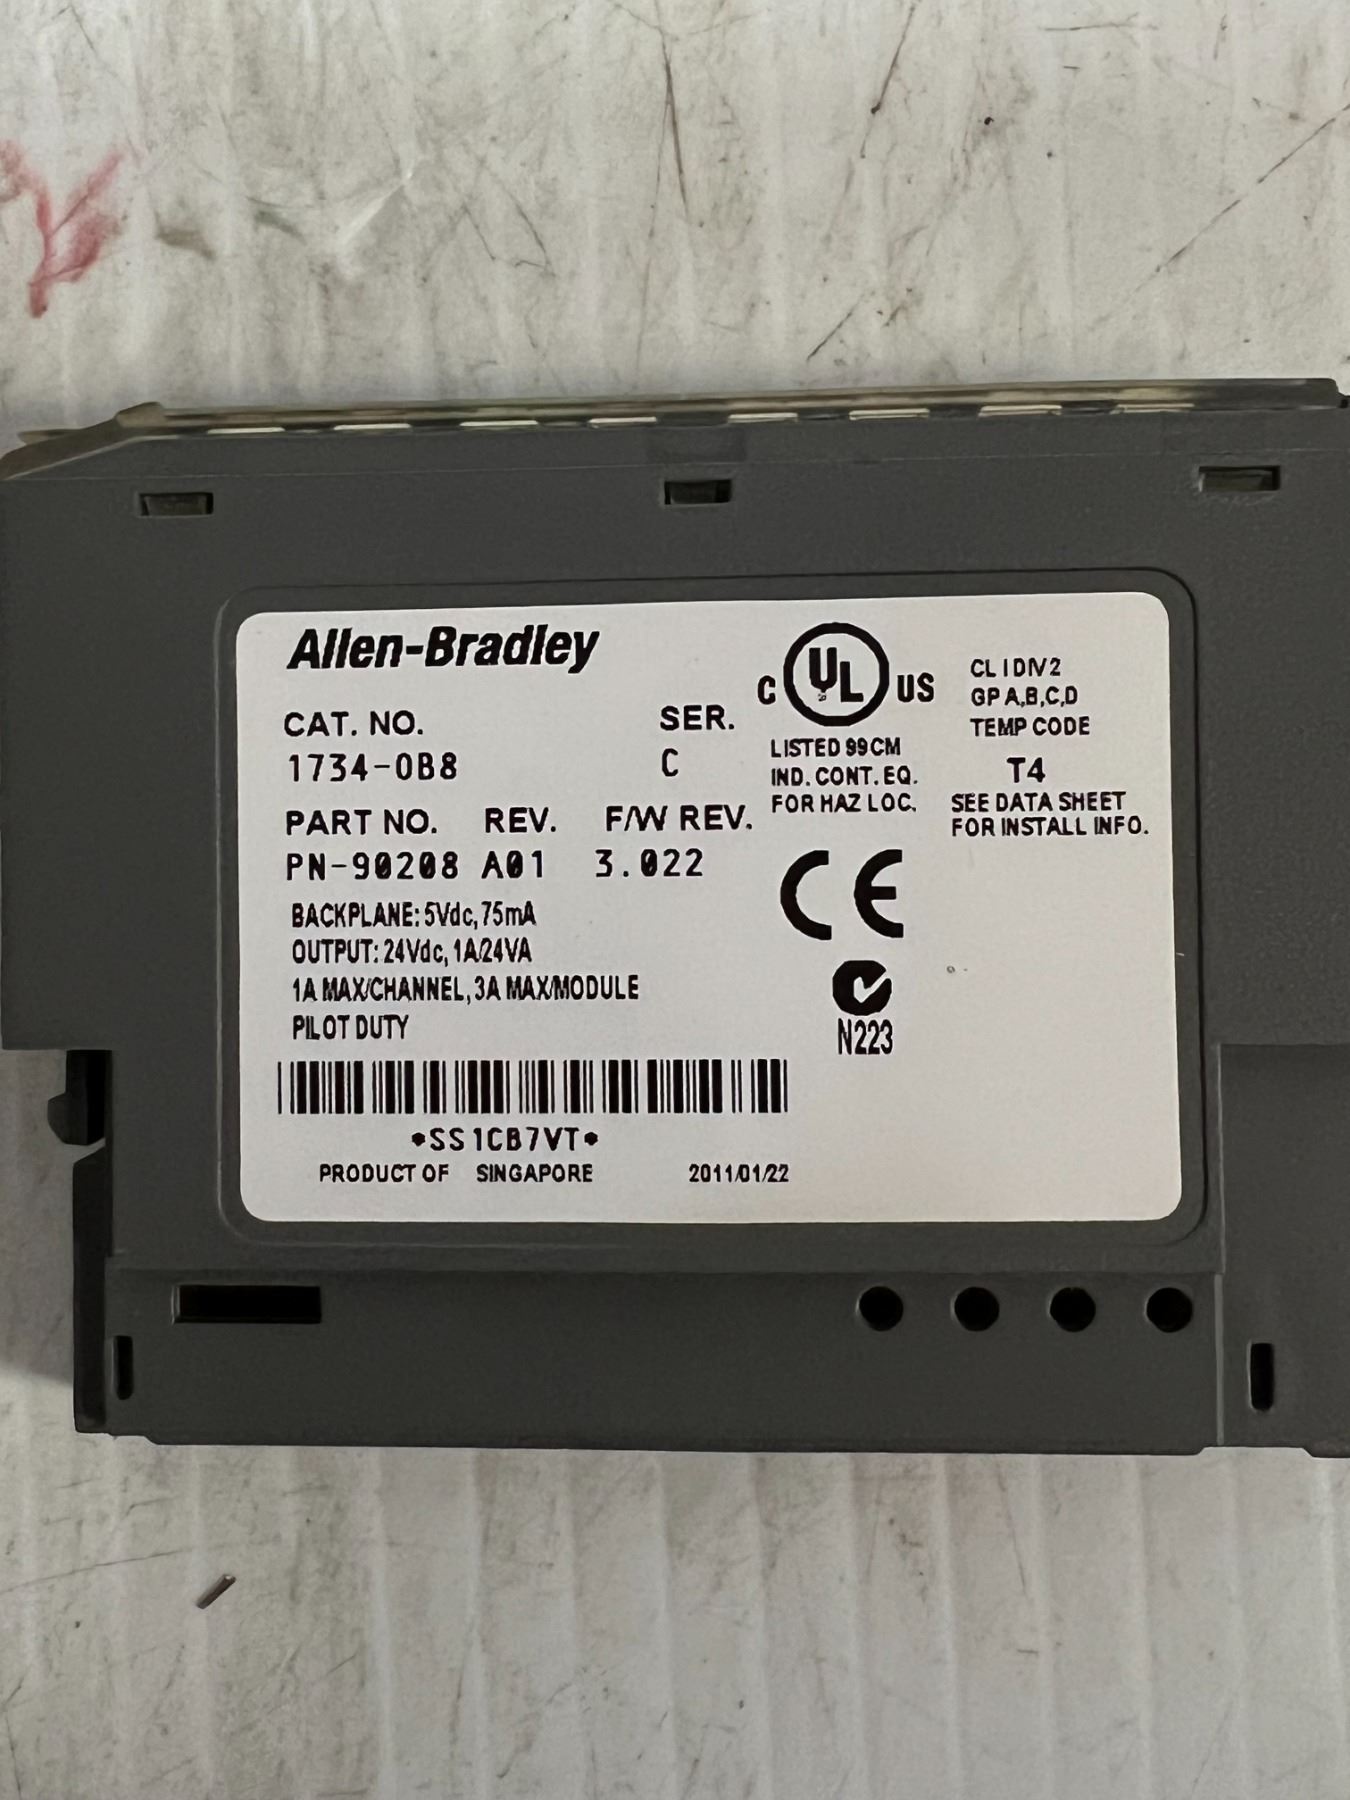 Allen-Bradley
CAT. NO. SER.
1734-OB8 C
PART NO. REV. F/W REV.
PN-90208 A01 3.022
BACKPLANE: 5Vdc, 75mA
OUTPUT: 24Vdc, 1A/24VA
1A MAX/CHANNEL, 3A MAX/MODULE
PILOT DUTY
*SS1CB7VT*
PRODUCT OF SINGAPORE 2011/01/22
C UL US
LISTED 99CM
IND. CONT. EQ.
FOR HAZ LOC.
CL I DIV 2
GP A,B,C,D
TEMP CODE
T4
SEE DATA SHEET
FOR INSTALL INFO.
CE
N223